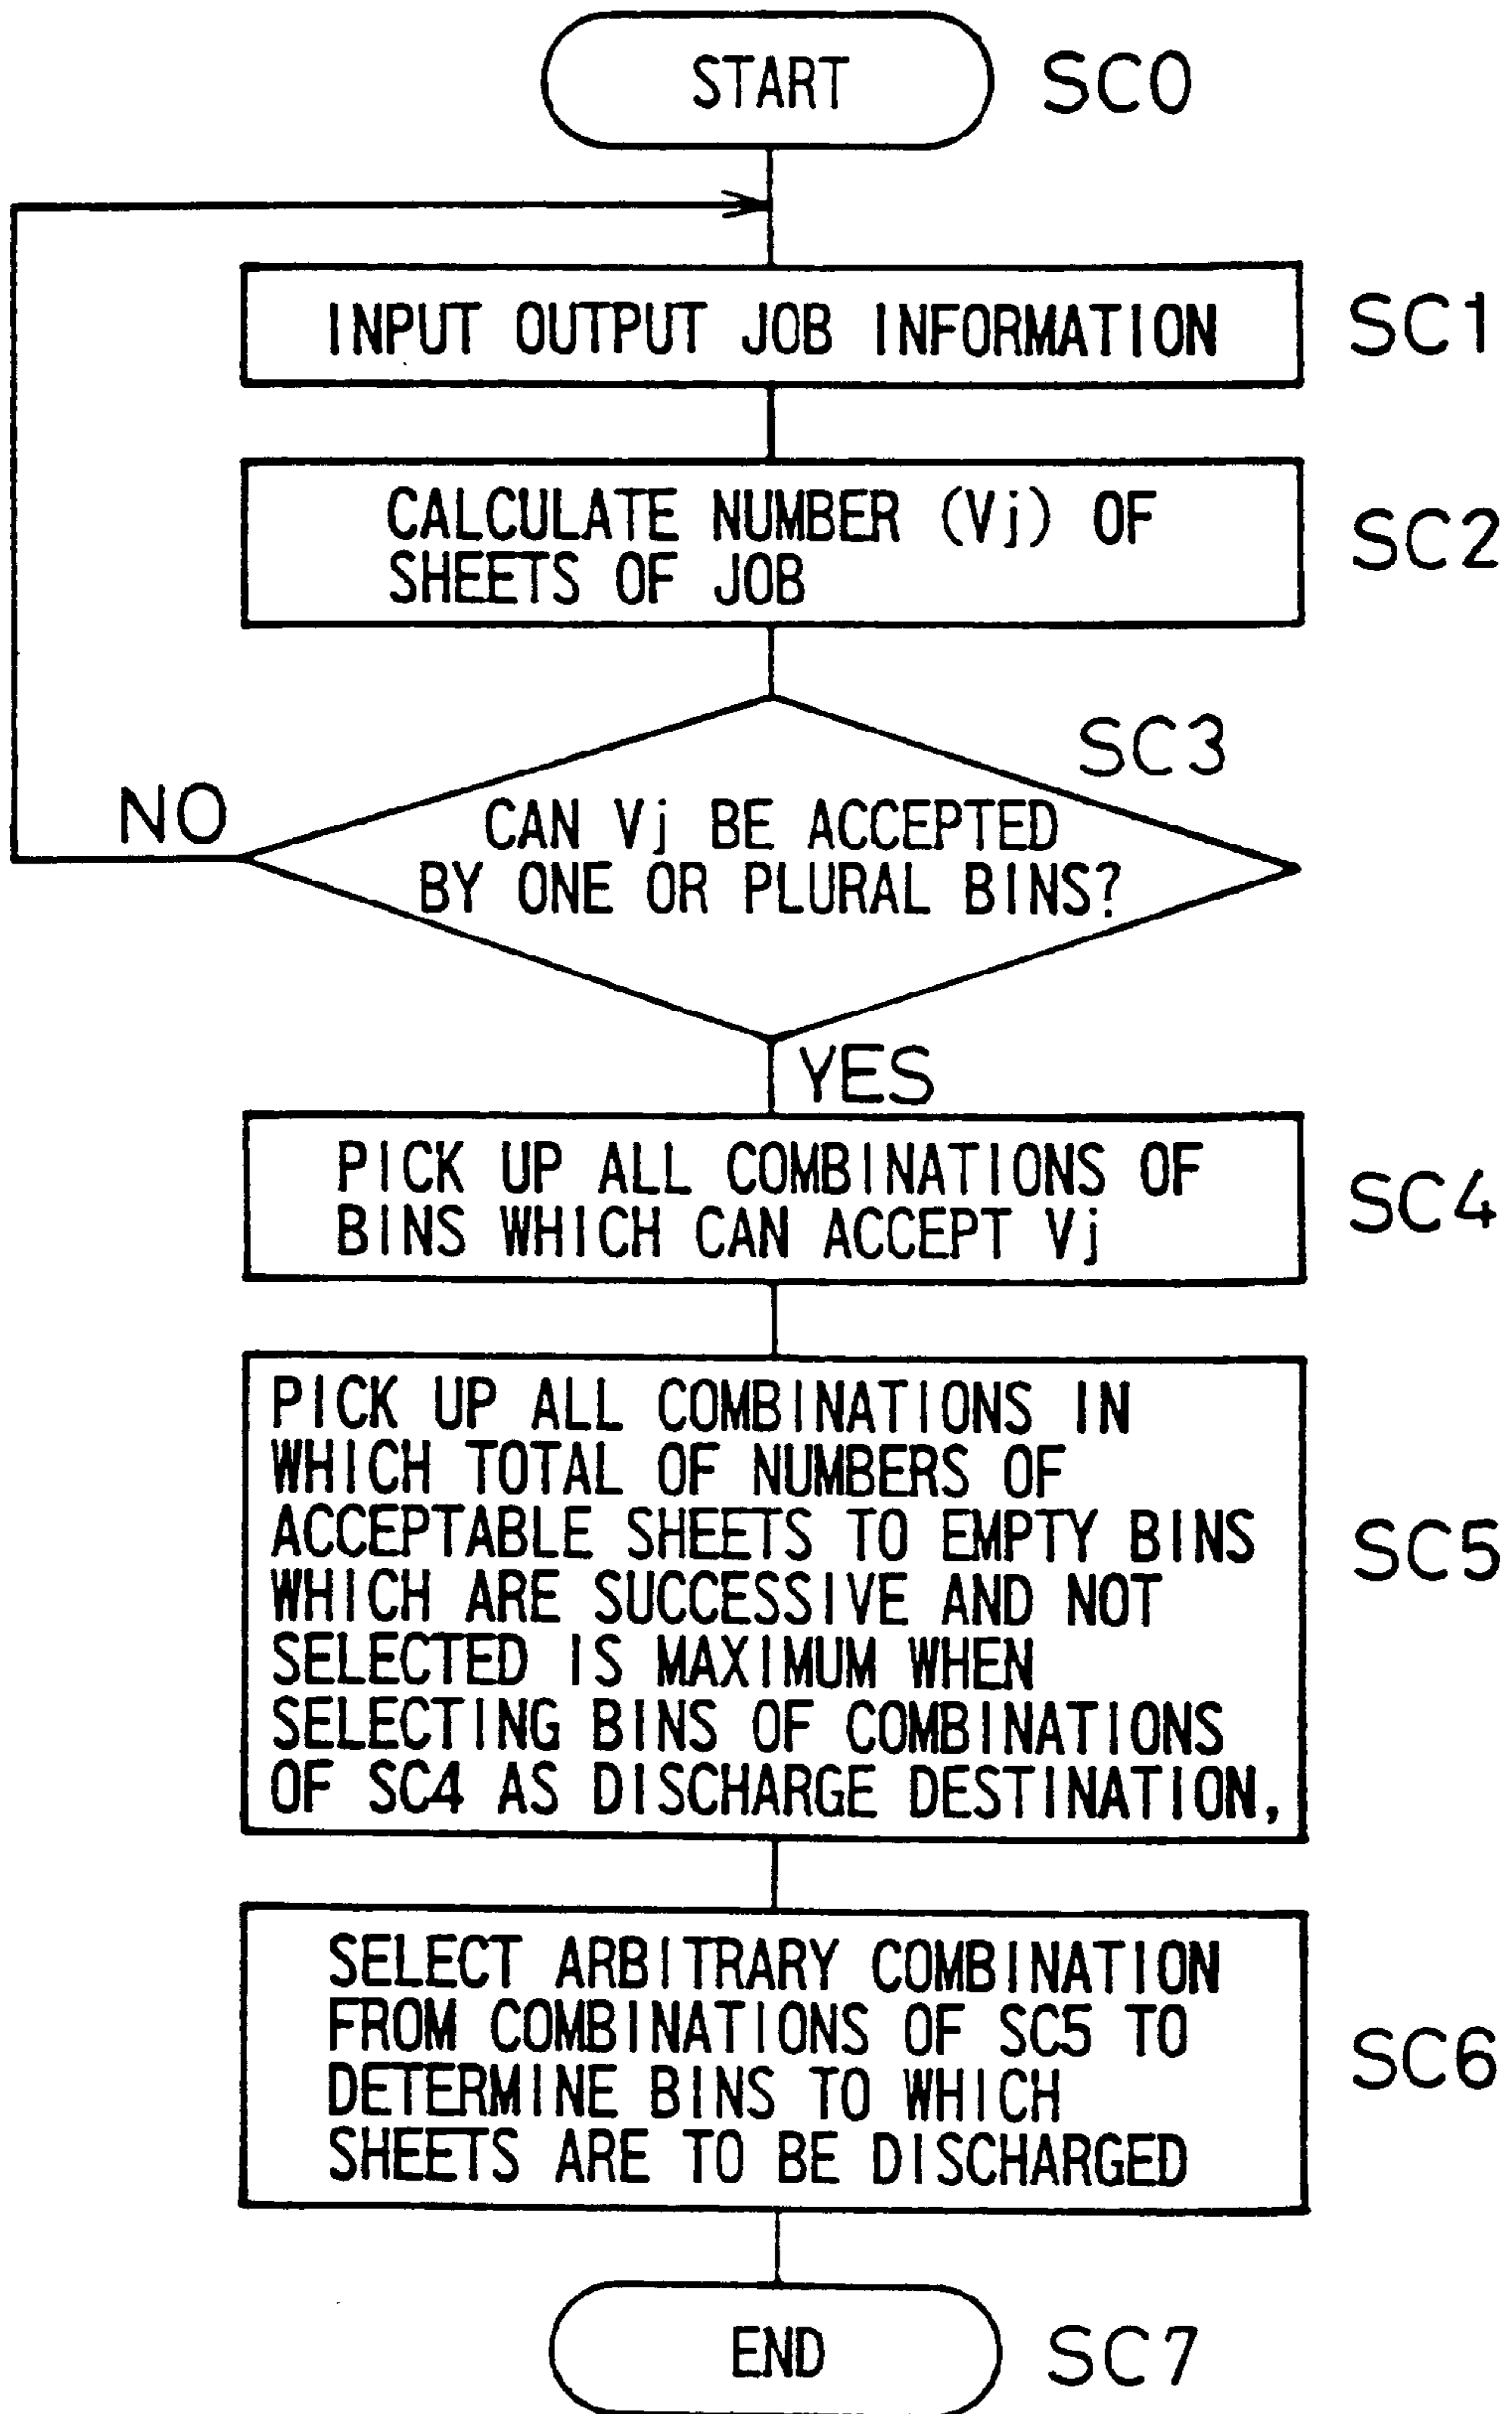 START SC0
INPUT OUTPUT JOB INFORMATION SC1
CALCULATE NUMBER (Vj) OF
SHEETS OF JOB
SC2
SC3
NO
CAN Vj BE ACCEPTED
BY ONE OR PLURAL BINS?
YES
PICK UP ALL COMBINATIONS OF
BINS WHICH CAN ACCEPT Vj
SC4
PICK UP ALL COMBINATIONS IN
WHICH TOTAL OF NUMBERS OF
ACCEPTABLE SHEETS TO EMPTY BINS
WHICH ARE SUCCESSIVE AND NOT
SELECTED IS MAXIMUM WHEN
SELECTING BINS OF COMBINATIONS
OF SC4 AS DISCHARGE DESTINATION,
SC5
SELECT ARBITRARY COMBINATION
FROM COMBINATIONS OF SC5 TO
DETERMINE BINS TO WHICH
SHEETS ARE TO BE DISCHARGED
SC6
END SC7